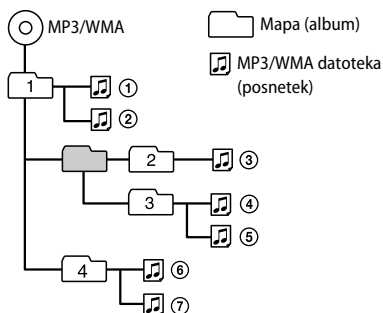 MP3/WMA
Mapa (album)
MP3/WMA datoteka
(posnetek)
1
①
②
2
③
3
④
⑤
4
⑥
⑦